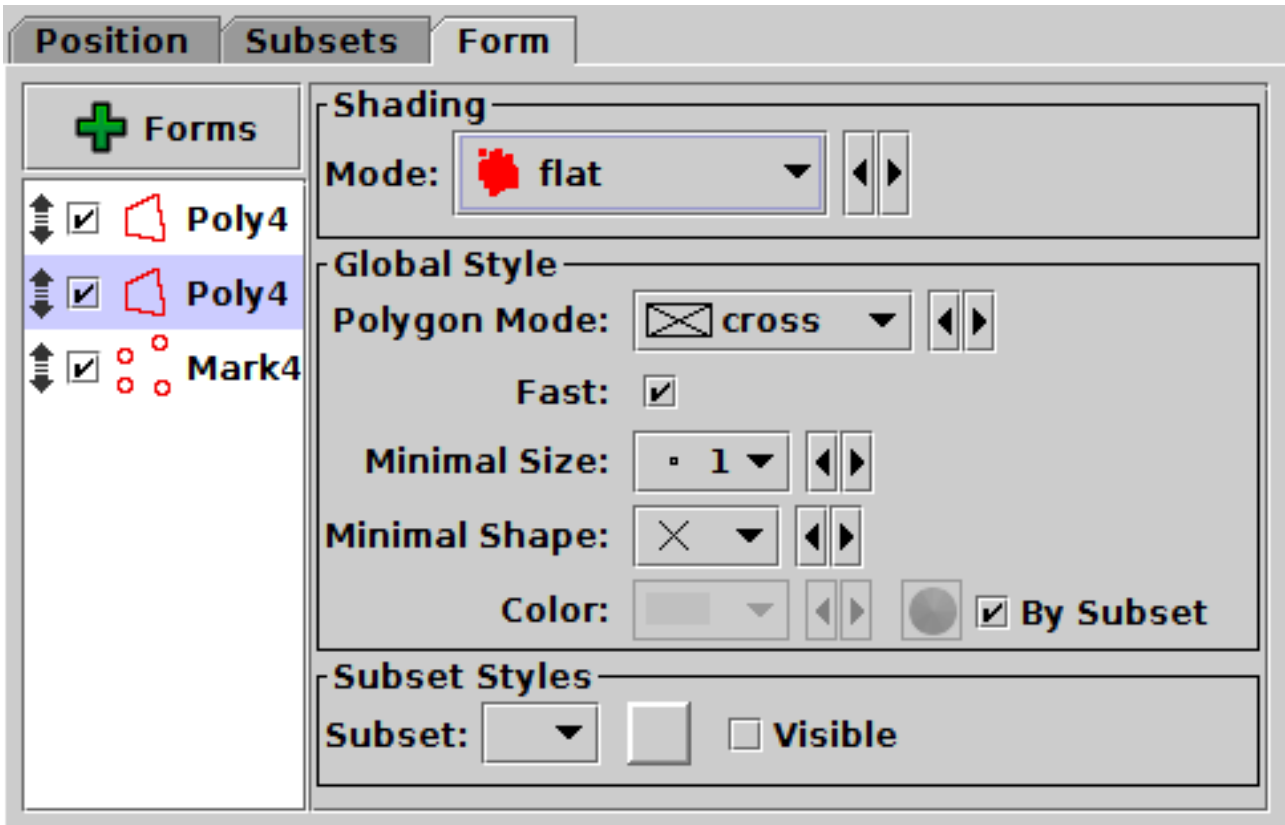 Position Subsets Form
Forms
Poly4
Poly4
Mark4
Shading
Mode: flat
Global Style
Polygon Mode: cross
Fast:
Minimal Size: 1
Minimal Shape:
Color: By Subset
Subset Styles
Subset: Visible